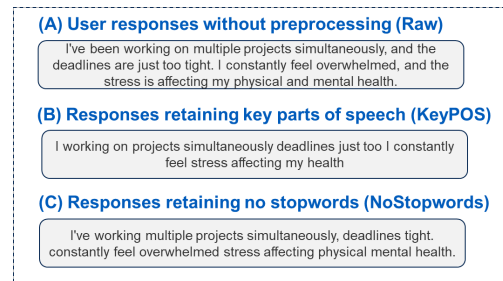 (A) User responses without preprocessing (Raw)
I've been working on multiple projects simultaneously, and the
deadlines are just too tight. I constantly feel overwhelmed, and the
stress is affecting my physical and mental health.
(B) Responses retaining key parts of speech (KeyPOS)
I working on projects simultaneously deadlines just too I constantly
feel stress affecting my health
(C) Responses retaining no stopwords (NoStopwords)
I've working multiple projects simultaneously, deadlines tight.
constantly feel overwhelmed stress affecting physical mental health.